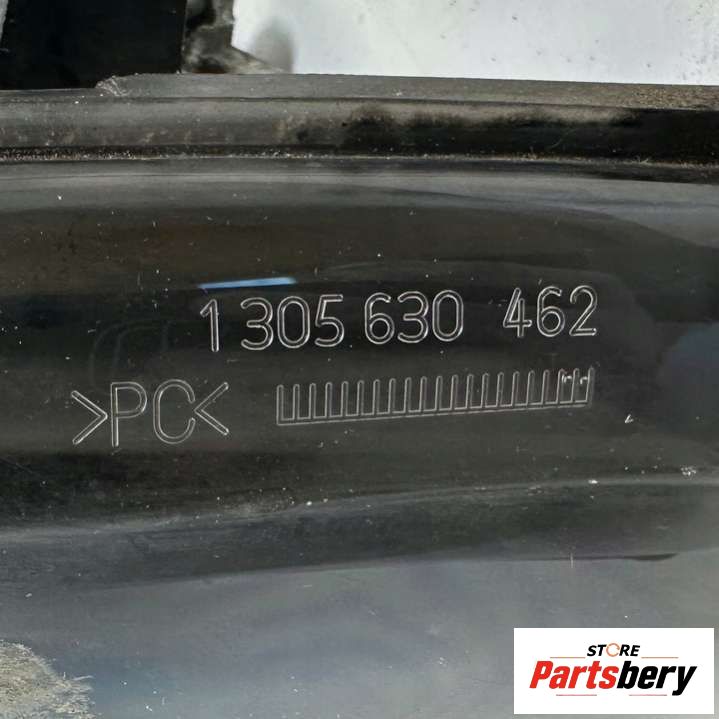 1 305 630 462
>PC<
STORE
Partsbery